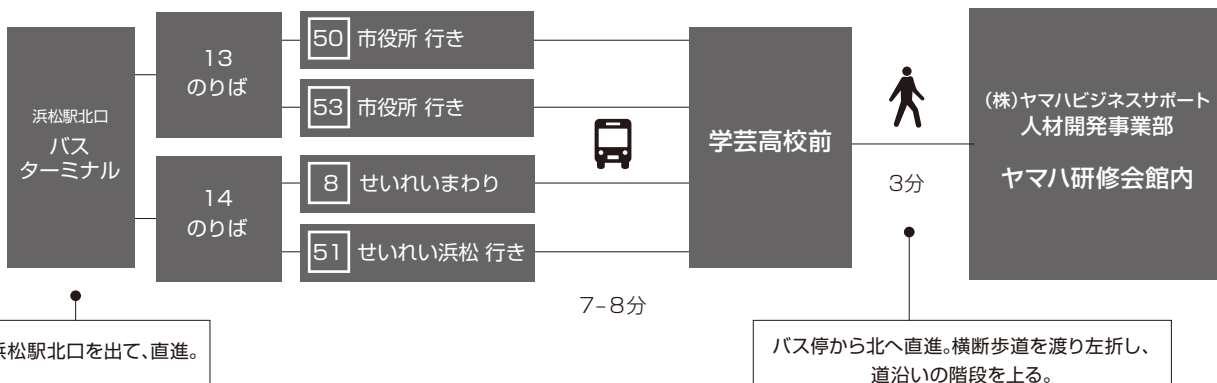 浜松駅北口
バス
ターミナル
13
のりば
14
のりば
50 市役所 行き
53 市役所 行き
8 せいれいまわり
51 せいれい浜松 行き
7-8分
学芸高校前
3分
(株)ヤマハビジネスサポート
人材開発事業部
ヤマハ研修会館内
松駅北口を出て、直進。
バス停から北へ直進。横断歩道を渡り左折し、
道沿いの階段を上る。